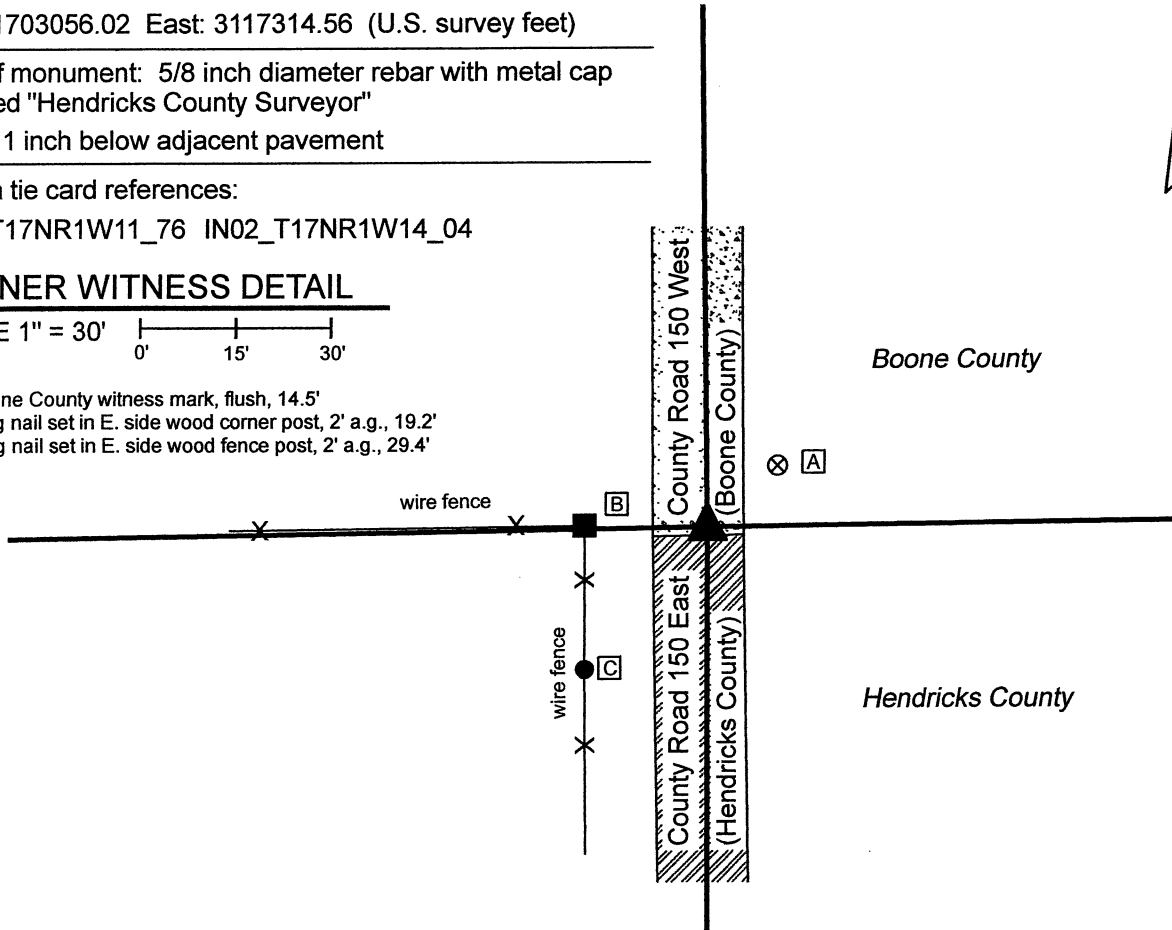 1703056.02 East: 3117314.56 (U.S. survey feet)
f monument: 5/8 inch diameter rebar with metal cap
ed "Hendricks County Surveyor"
1 inch below adjacent pavement
tie card references:
T17NR1W11_76 IN02_T17NR1W14_04
NER WITNESS DETAIL
E 1" = 30'
0' 15' 30'
ne County witness mark, flush, 14.5'
g nail set in E. side wood corner post, 2' a.g., 19.2'
g nail set in E. side wood fence post, 2' a.g., 29.4'
County Road 150 West
(Boone County)
Boone County
A
wire fence
B
County Road 150 East
(Hendricks County)
wire fence
C
Hendricks County